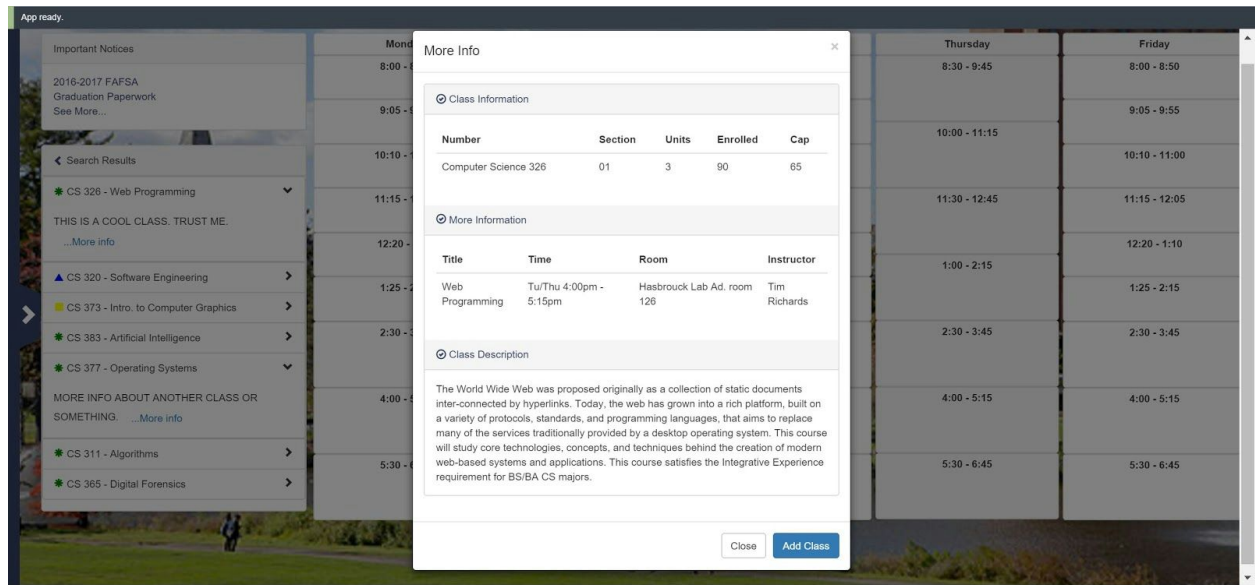 App ready.
Important Notices
2016-2017 FAFSA
Graduation Paperwork
See More...
Search Results
CS 326 - Web Programming
THIS IS A COOL CLASS. TRUST ME.
...More info
CS 320 - Software Engineering
CS 373 - Intro. to Computer Graphics
CS 383 - Artificial Intelligence
CS 377 - Operating Systems
MORE INFO ABOUT ANOTHER CLASS OR
SOMETHING. ...More info
CS 311 - Algorithms
CS 365 - Digital Forensics
Mond
8:00 - 8
9:05 - 9
10:10 - 1
11:15 - 1
12:20 -
1:25 - 2
2:30 - 3
4:00 - 5
5:30 - 6
More Info ×
Class Information
Number Section Units Enrolled Cap
Computer Science 326 01 3 90 65
More Information
Title Time Room Instructor
Web Tu/Thu 4:00pm - Hasbrouck Lab Ad. room Tim
Programming 5:15pm 126 Richards
Class Description
The World Wide Web was proposed originally as a collection of static documents
inter-connected by hyperlinks. Today, the web has grown into a rich platform, built on
a variety of protocols, standards, and programming languages, that aims to replace
many of the services traditionally provided by a desktop operating system. This course
will study core technologies, concepts, and techniques behind the creation of modern
web-based systems and applications. This course satisfies the Integrative Experience
requirement for BS/BA CS majors.
Close Add Class
Thursday
8:30 - 9:45
10:00 - 11:15
11:30 - 12:45
1:00 - 2:15
2:30 - 3:45
4:00 - 5:15
5:30 - 6:45
Friday
8:00 - 8:50
9:05 - 9:55
10:10 - 11:00
11:15 - 12:05
12:20 - 1:10
1:25 - 2:15
2:30 - 3:45
4:00 - 5:15
5:30 - 6:45